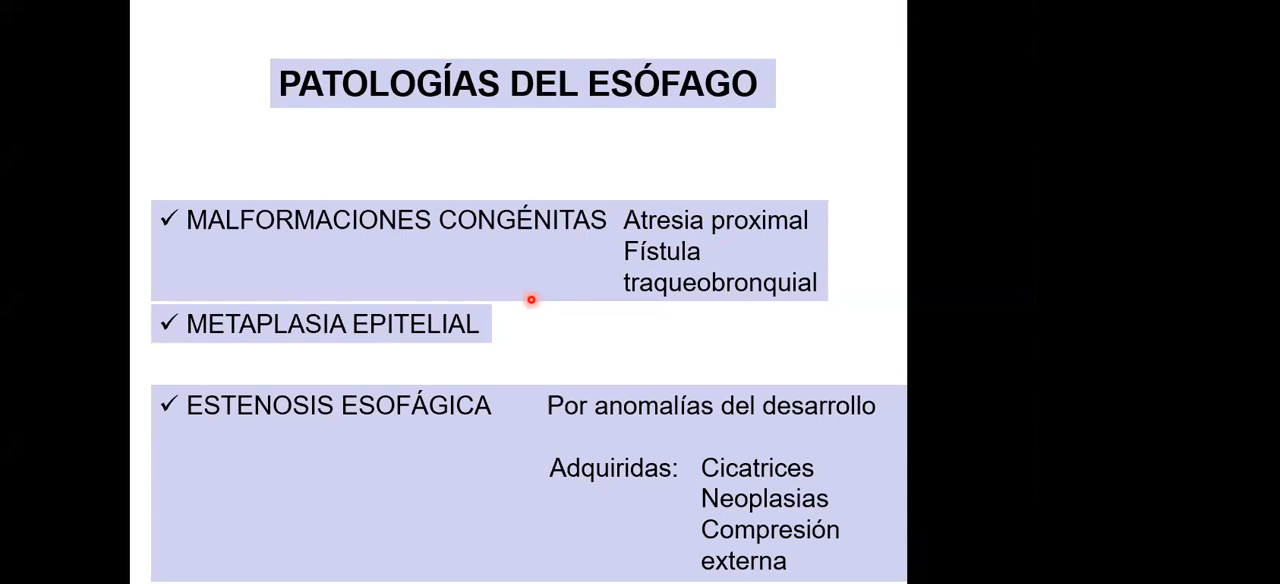 PATOLOGÍAS DEL ESÓFAGO
✓ MALFORMACIONES CONGÉNITAS Atresia proximal
Fístula
traqueobronquial
✓ METAPLASIA EPITELIAL
✓ ESTENOSIS ESOFÁGICA Por anomalías del desarrollo
Adquiridas: Cicatrices
Neoplasias
Compresión
externa